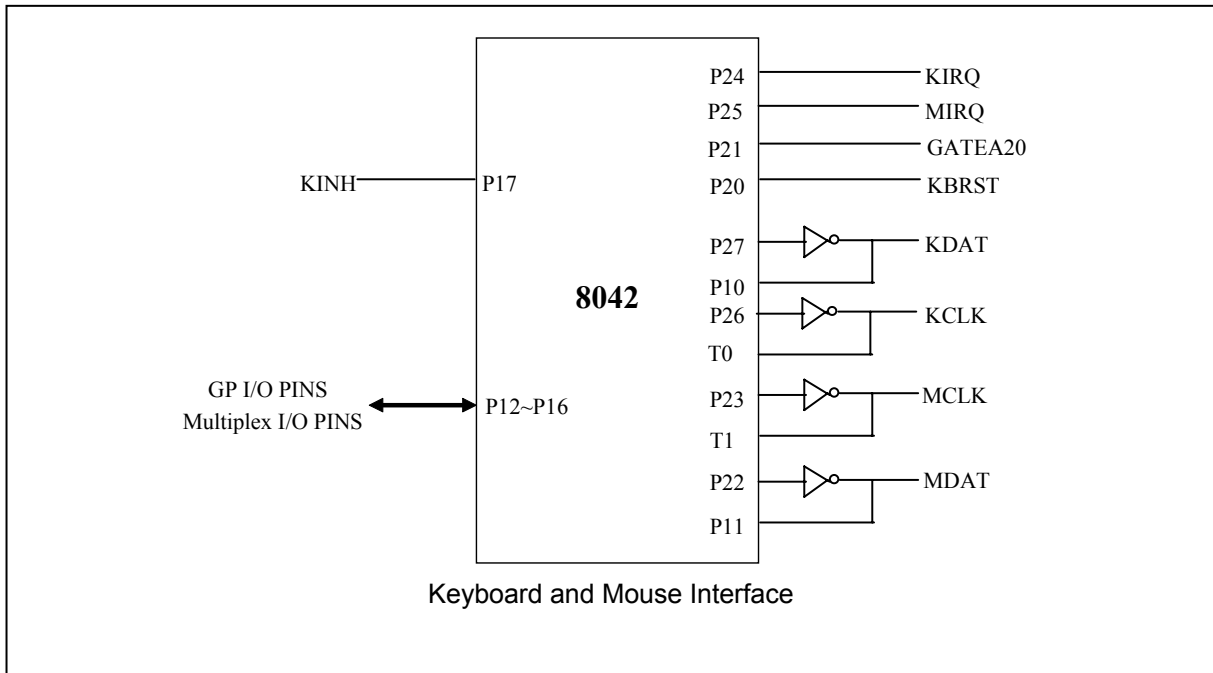 P24 KIRQ
P25 MIRQ
P21 GATEA20
KINH P17 P20 KBRST
P27 KDAT
P10
8042
P26 KCLK
T0
GP I/O PINS
Multiplex I/O PINS
P12~P16
P23 MCLK
T1
P22 MDAT
P11
Keyboard and Mouse Interface